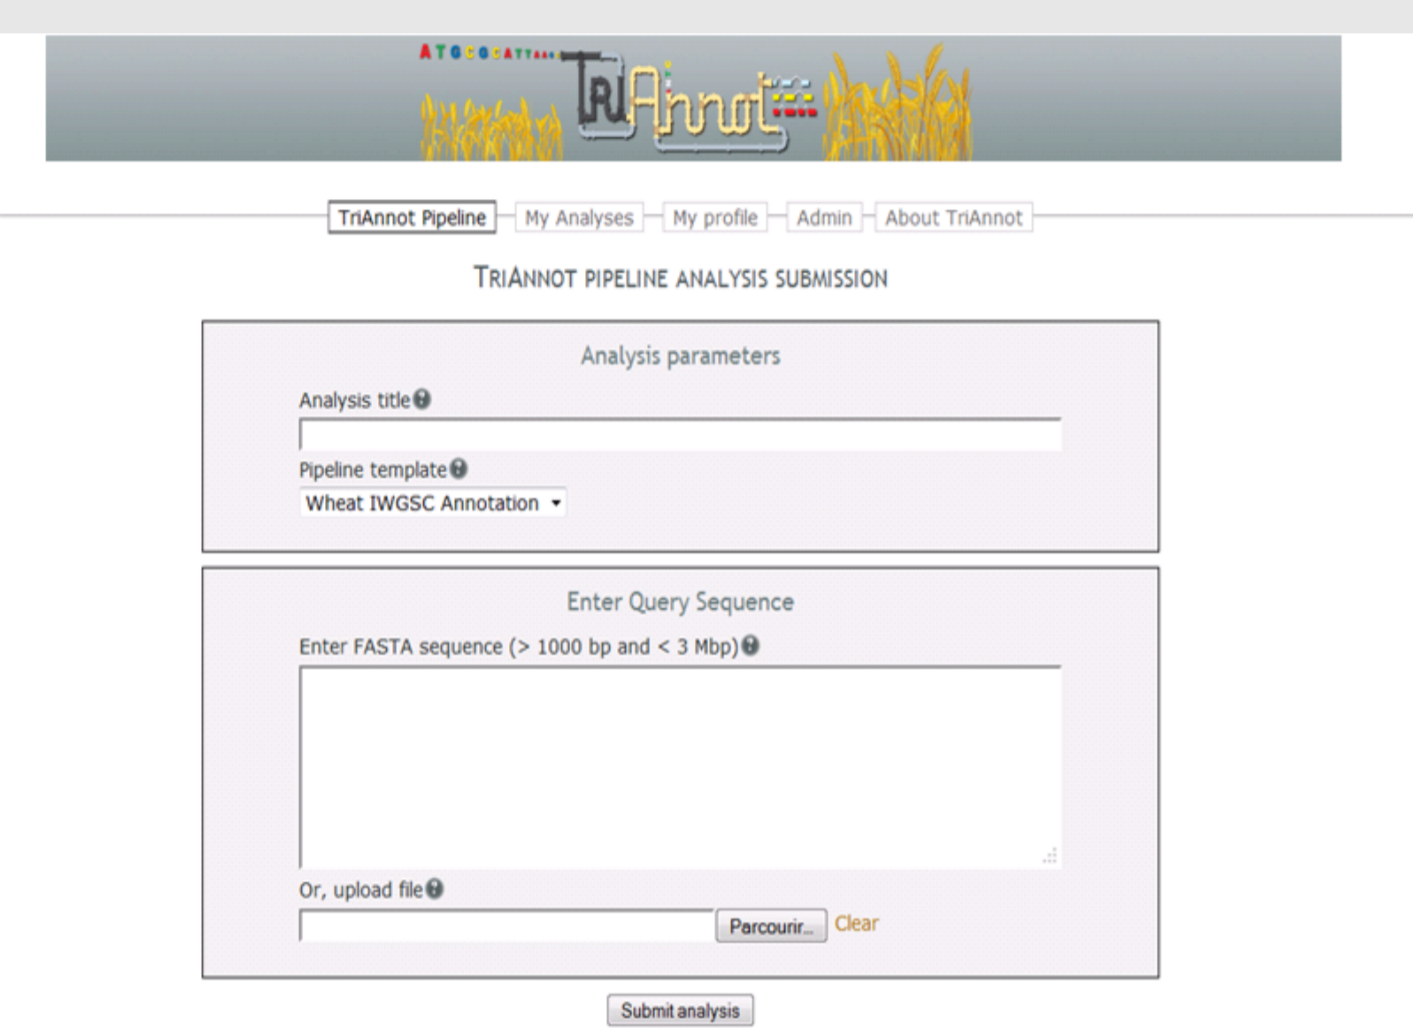 ATGCGCATT
TriAnnot
TriAnnot Pipeline My Analyses My profile Admin About TriAnnot
TRIANNOT PIPELINE ANALYSIS SUBMISSION
Analysis parameters
Analysis title
Pipeline template
Wheat IWGSC Annotation
Enter Query Sequence
Enter FASTA sequence (> 1000 bp and < 3 Mbp)
Or, upload file
Parcourir... Clear
Submit analysis